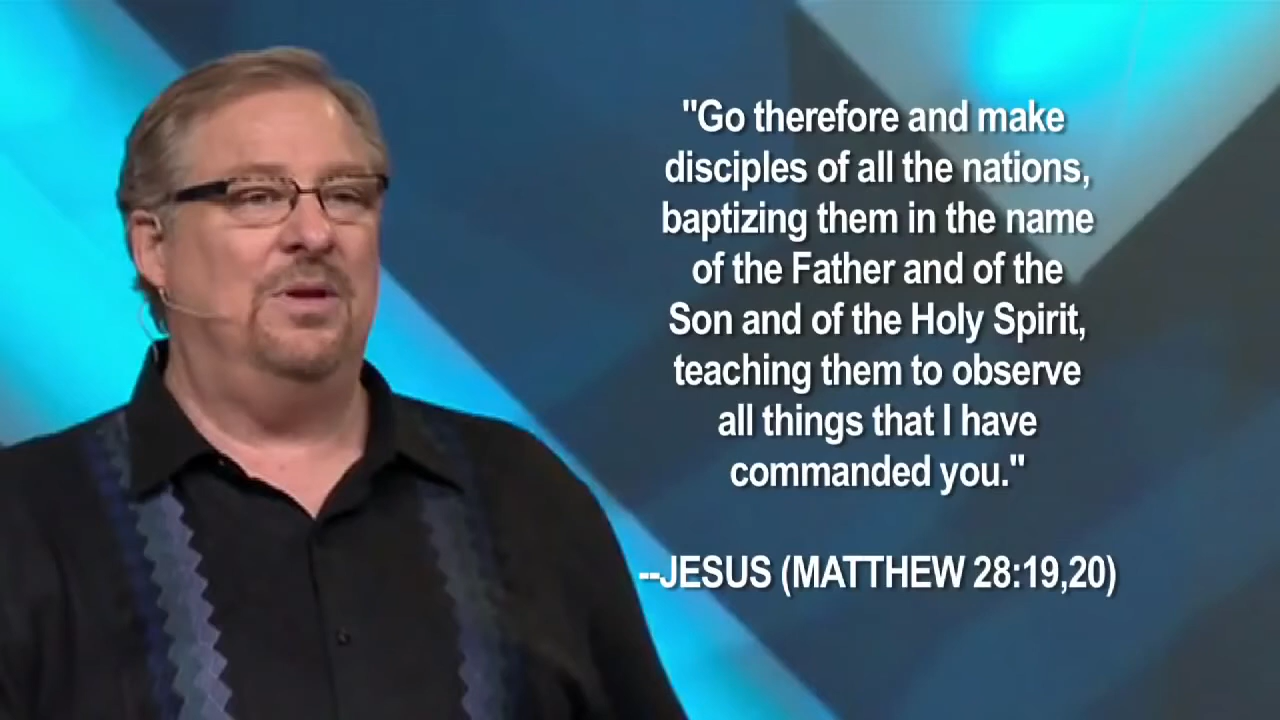 "Go therefore and make
disciples of all the nations,
baptizing them in the name
of the Father and of the
Son and of the Holy Spirit,
teaching them to observe
all things that I have
commanded you."
--JESUS (MATTHEW 28:19,20)